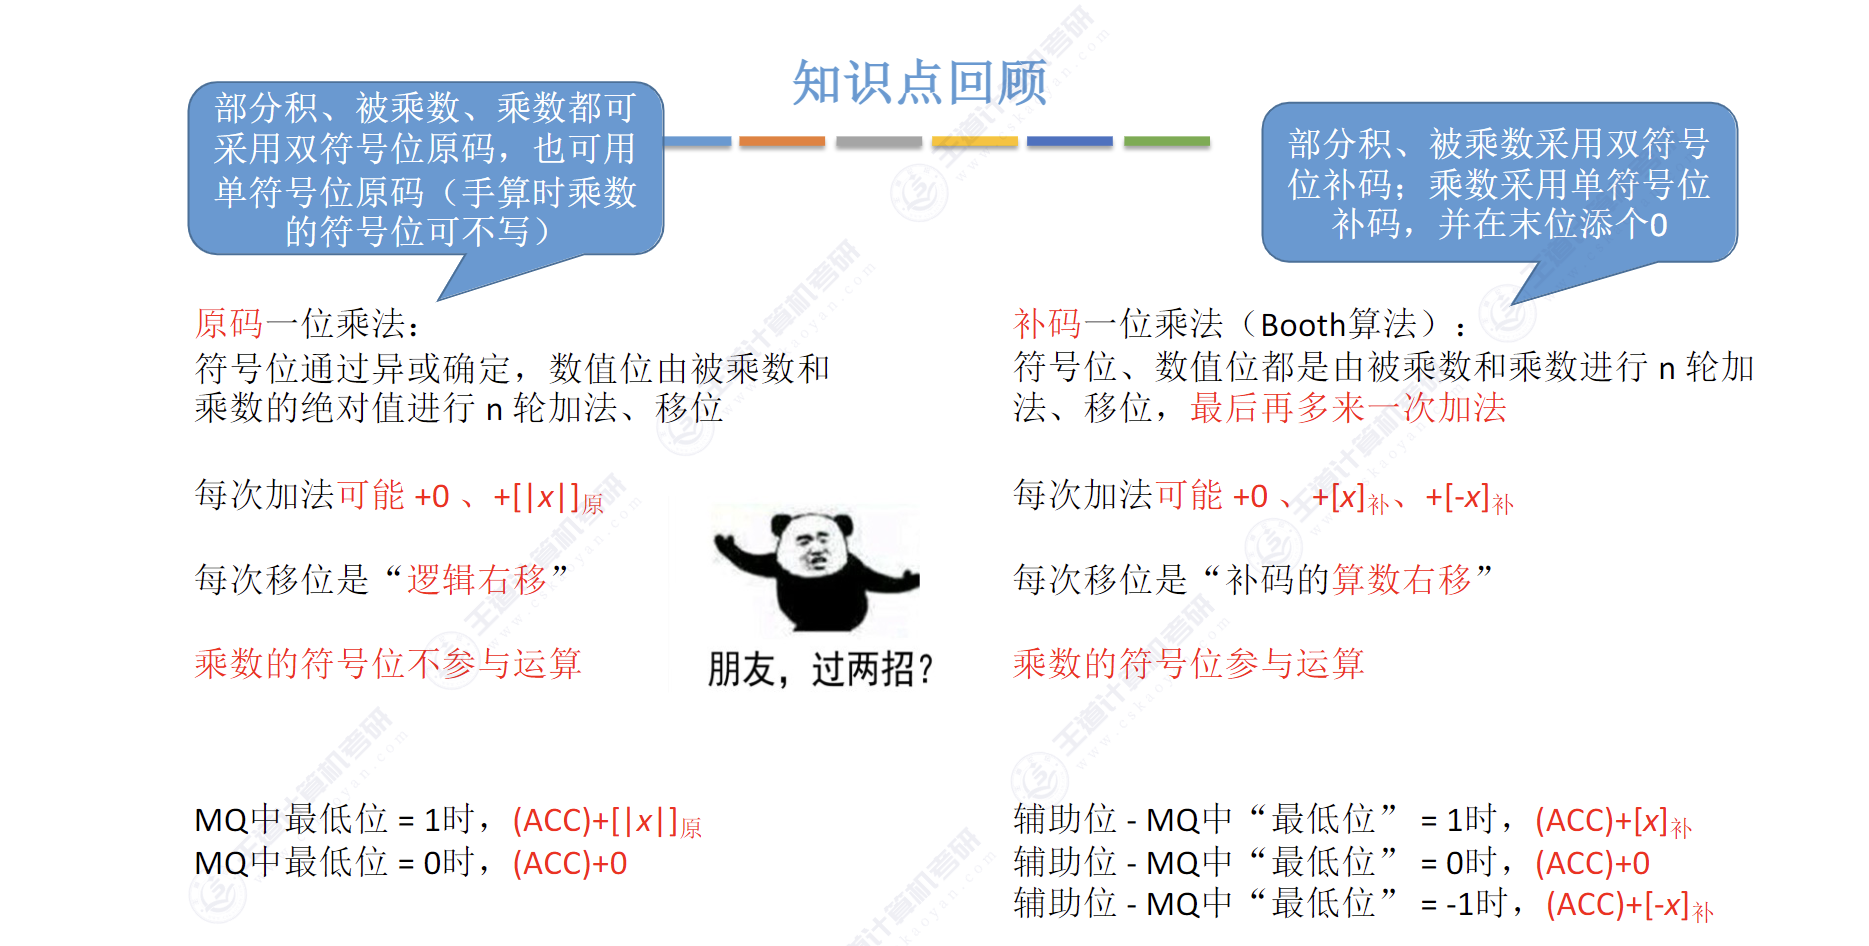 知识点回顾
部分积、被乘数、乘数都可
采用双符号位原码，也可用
单符号位原码（手算时乘数
的符号位可不写）
部分积、被乘数采用双符号
位补码；乘数采用单符号位
补码，并在末位添个0
原码一位乘法：
符号位通过异或确定，数值位由被乘数和
乘数的绝对值进行 n 轮加法、移位
每次加法可能 +0 、+[|x|]原
每次移位是“逻辑右移”
乘数的符号位不参与运算
MQ中最低位 = 1时，(ACC)+[|x|]原
MQ中最低位 = 0时，(ACC)+0
朋友，过两招？
补码一位乘法（Booth算法）：
符号位、数值位都是由被乘数和乘数进行 n 轮加
法、移位，最后再多来一次加法
每次加法可能 +0 、+[x]补、+[-x]补
每次移位是“补码的算数右移”
乘数的符号位参与运算
辅助位 - MQ中“最低位” = 1时，(ACC)+[x]补
辅助位 - MQ中“最低位” = 0时，(ACC)+0
辅助位 - MQ中“最低位” = -1时，(ACC)+[-x]补
王道计算机考研
www.cskaoyan.com